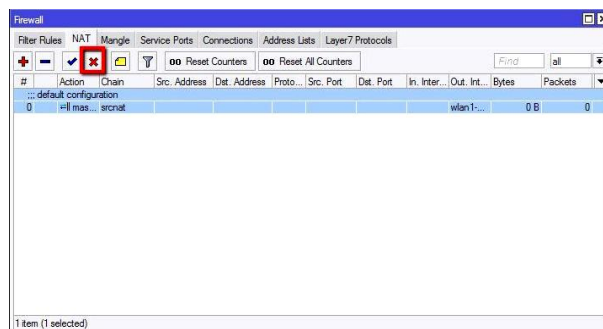 Firewall
Filter Rules NAT Mangle Service Ports Connections Address Lists Layer7 Protocols
00 Reset Counters 00 Reset All Counters Find all
# Action Chain Src. Address Dst. Address Proto... Src. Port Dst. Port In. Inter... Out. Int... Bytes Packets
;;; default configuration
0 mas... srcnat wlan1-... 0 B 0
1 item (1 selected)